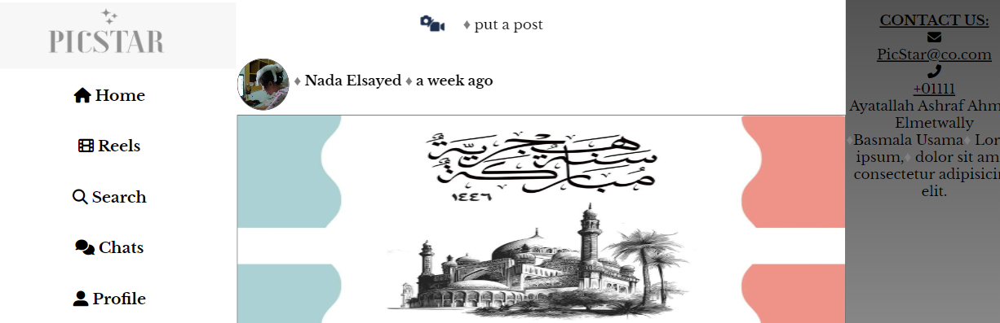 PICSTAR
Home
Reels
Search
Chats
Profile
♦ put a post
♦ Nada Elsayed ♦ a week ago
سنة هجرية
مباركة
١٤٤٦
CONTACT US:
PicStar@co.com
+01111
Ayatallah Ashraf Ahm
Elmetwally
♦Basmala Usama♦ Lor
ipsum,♦ dolor sit am
consectetur adipisicin
elit.